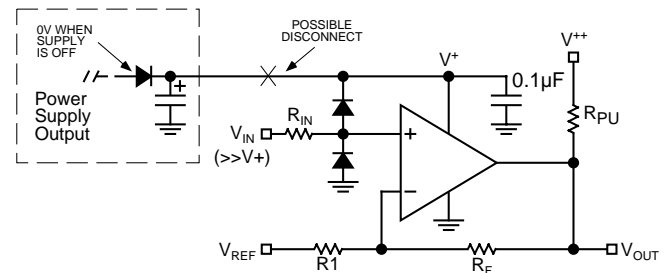 0V WHEN
SUPPLY
IS OFF
POSSIBLE
DISCONNECT
V+
V++
+
Power
Supply
Output
0.1µF
RPU
RIN
VIN
(>>V+)
+
−
VREF
R1
RF
VOUT